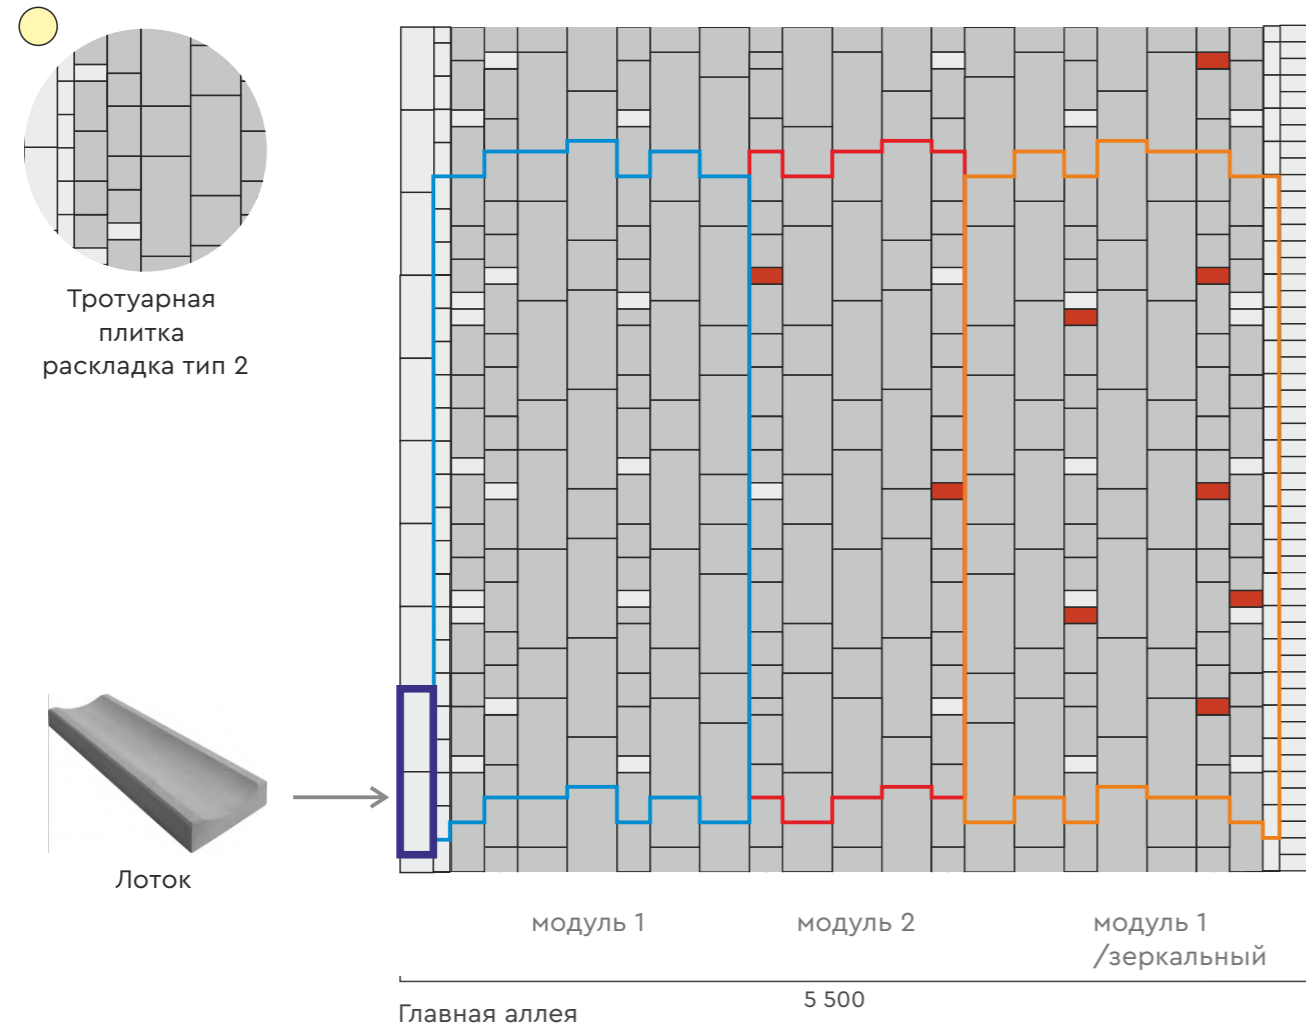 Тротуарная
плитка
раскладка тип 2
Лоток
модуль 1
модуль 2
модуль 1
/зеркальный
5 500
Главная аллея